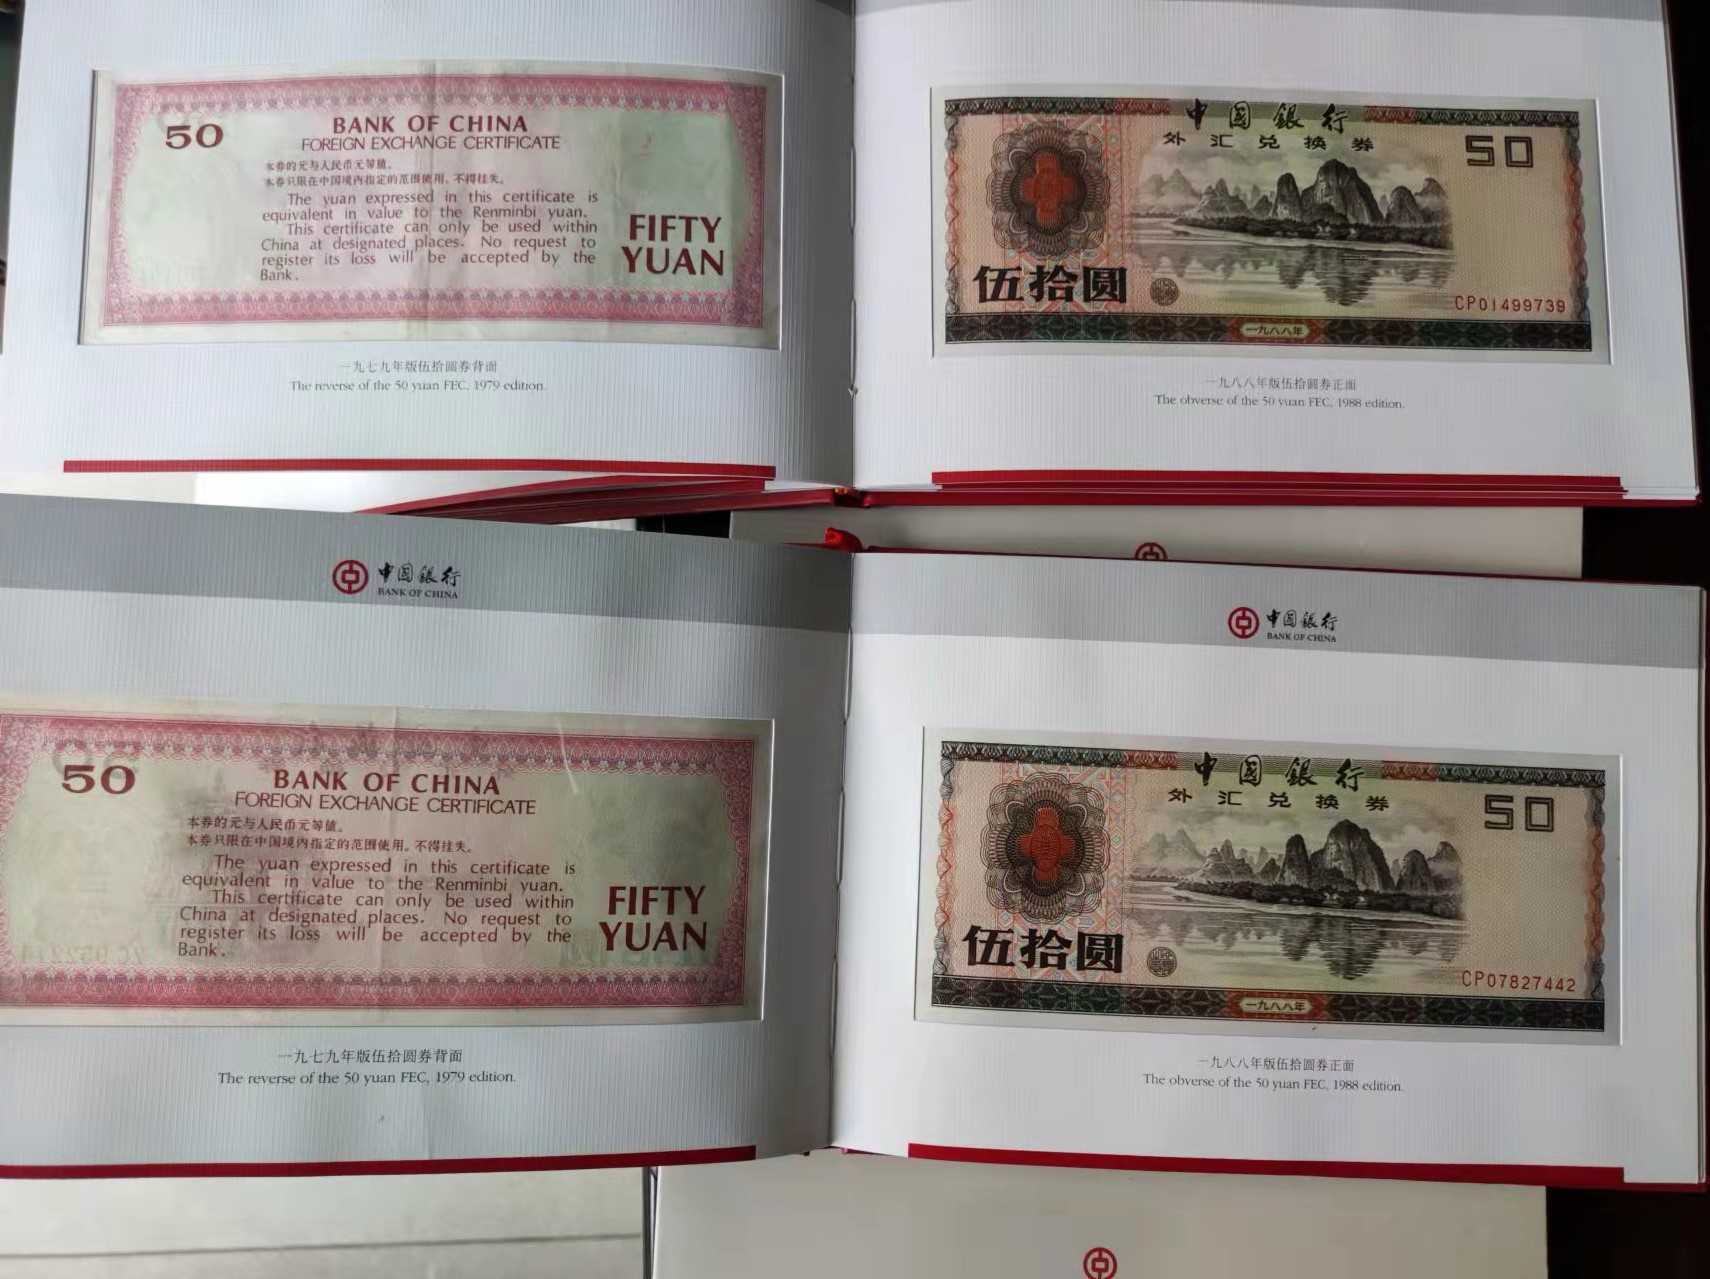 50
BANK OF CHINA
FOREIGN EXCHANGE CERTIFICATE
本券的元与人民币元等值。
本券只限在中国境内指定的范围使用，不得挂失。
The yuan expressed in this certificate is
equivalent in value to the Renminbi yuan.
This certificate can only be used within
China at designated places. No request to
register its loss will be accepted by the
Bank.
FIFTY
YUAN
一九七九年版伍拾圆券背面
The reverse of the 50 yuan FEC, 1979 edition.
中国銀行
外汇兑换券
50
伍拾圆
CP01499739
一九八八年
一九八八年版伍拾圆券正面
The obverse of the 50 yuan FEC, 1988 edition.
中国銀行
BANK OF CHINA
50
BANK OF CHINA
FOREIGN EXCHANGE CERTIFICATE
本券的元与人民币元等值。
本券只限在中国境内指定的范围使用。不得挂失。
The yuan expressed in this certificate is
equivalent in value to the Renminbi yuan.
This certificate can only be used within
China at designated places. No request to
register its loss will be accepted by the
Bank.
FIFTY
YUAN
一九七九年版伍拾圆券背面
The reverse of the 50 yuan FEC, 1979 edition.
中国銀行
BANK OF CHINA
中国銀行
外汇兑换券
50
伍拾圆
CP07827442
一九八八年
一九八八年版伍拾圆券正面
The obverse of the 50 yuan FEC, 1988 edition.